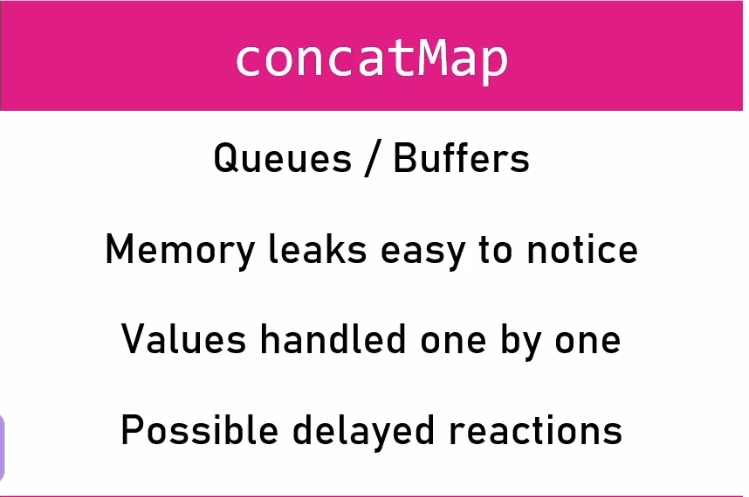 concatMap
Queues / Buffers
Memory leaks easy to notice
Values handled one by one
Possible delayed reactions